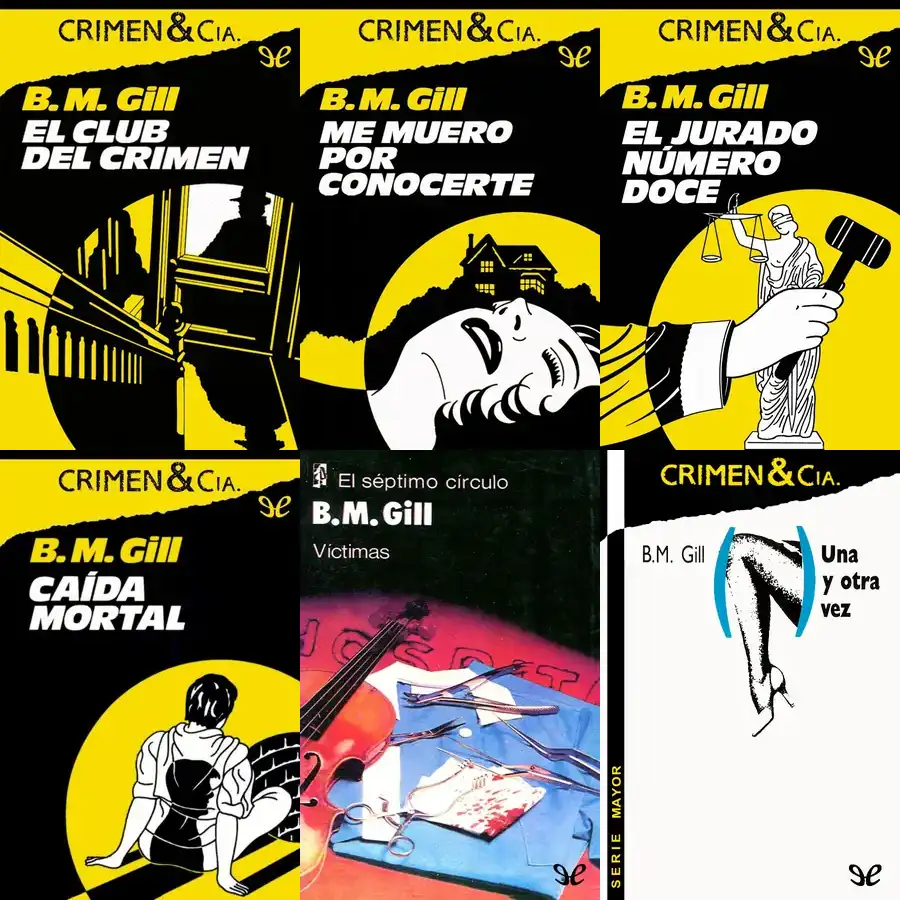 CRIMEN & CIA.
B. M. Gill
EL CLUB
DEL CRIMEN
CRIMEN & CIA.
B. M. Gill
ME MUERO
POR
CONOCERTE
CRIMEN & CIA.
B. M. Gill
EL JURADO
NÚMERO
DOCE
CRIMEN & CIA.
B. M. Gill
CAÍDA
MORTAL
El séptimo círculo
B.M. Gill
Víctimas
HOSPITA
CRIMEN & CIA.
B.M. Gill
Una
y otra
vez
SERIE MAYOR